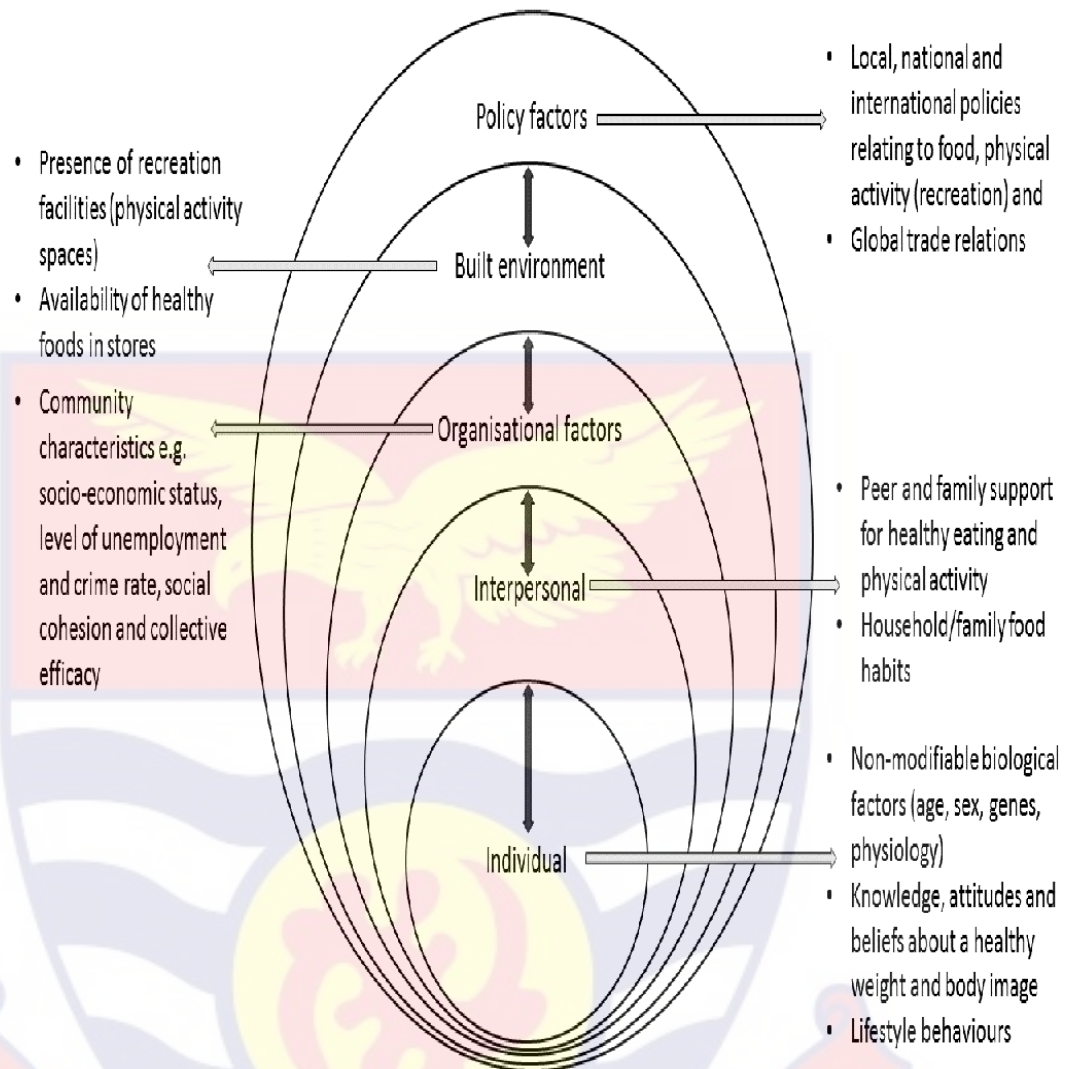 Policy factors
• Local, national and
international policies
relating to food, physical
activity (recreation) and
• Global trade relations
• Presence of recreation
facilities (physical activity
spaces)
• Availability of healthy
foods in stores
Built environment
• Community
characteristics e.g.
socio-economic status,
level of unemployment
and crime rate, social
cohesion and collective
efficacy
Organisational factors
Interpersonal
• Peer and family support
for healthy eating and
physical activity
• Household/family food
habits
Individual
• Non-modifiable biological
factors (age, sex, genes,
physiology)
• Knowledge, attitudes and
beliefs about a healthy
weight and body image
• Lifestyle behaviours